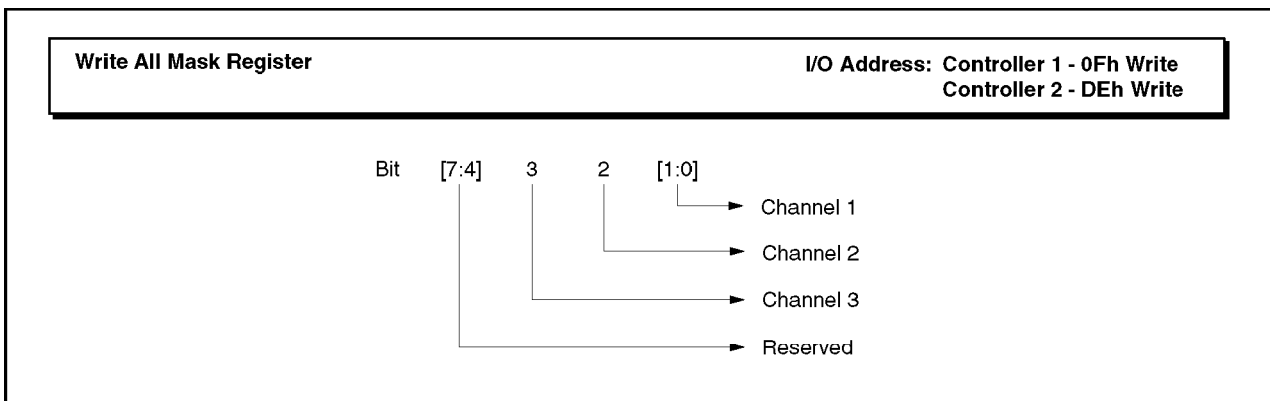 Write All Mask Register
I/O Address: Controller 1 - 0Fh Write
Controller 2 - DEh Write
Bit [7:4] 3 2 [1:0]
Channel 1
Channel 2
Channel 3
Reserved